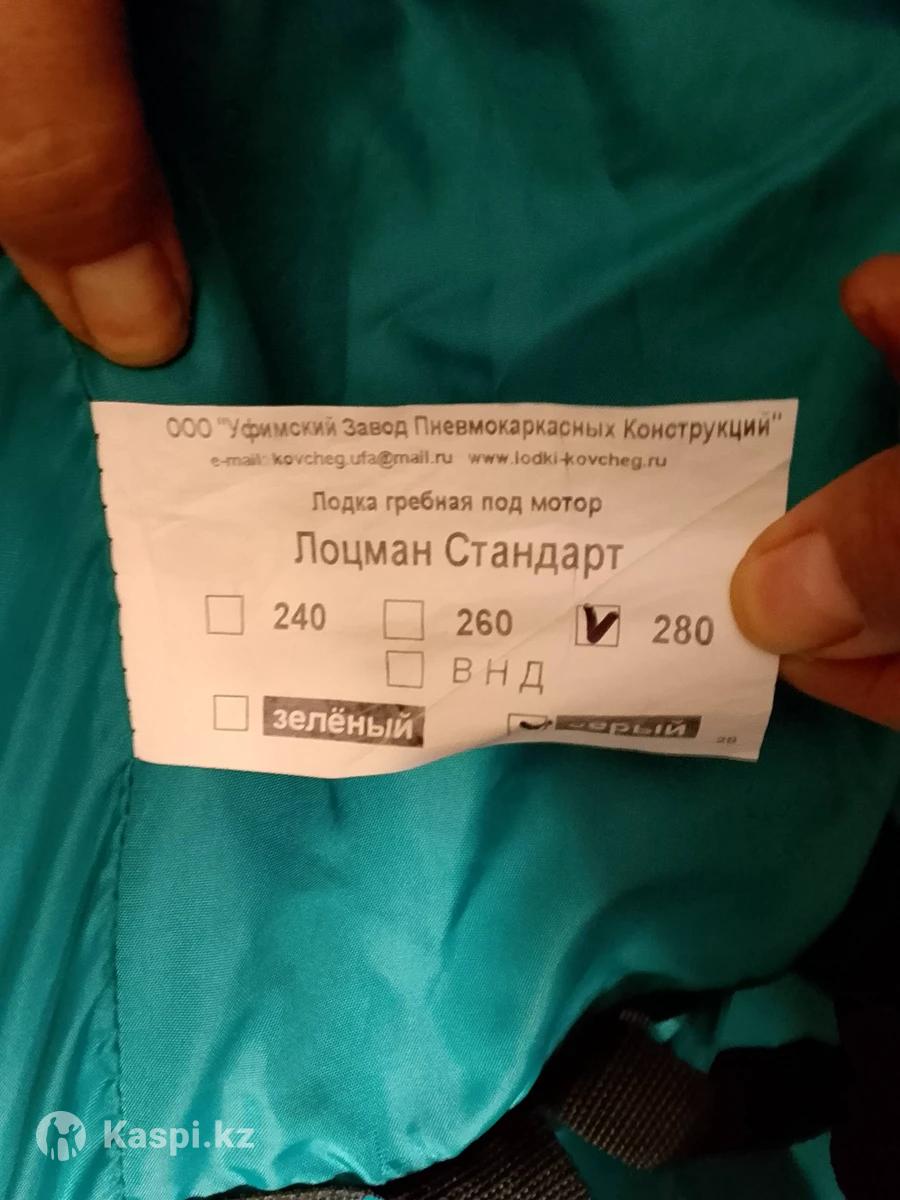 ООО "Уфимский Завод Пневмокаркасных Конструкций"
e-mail: kovcheg.ufa@mail.ru www.lodki-kovcheg.ru
Лодка гребная под мотор
Лоцман Стандарт
240 260 280
ВНД
зелёный серый
Kaspi.kz